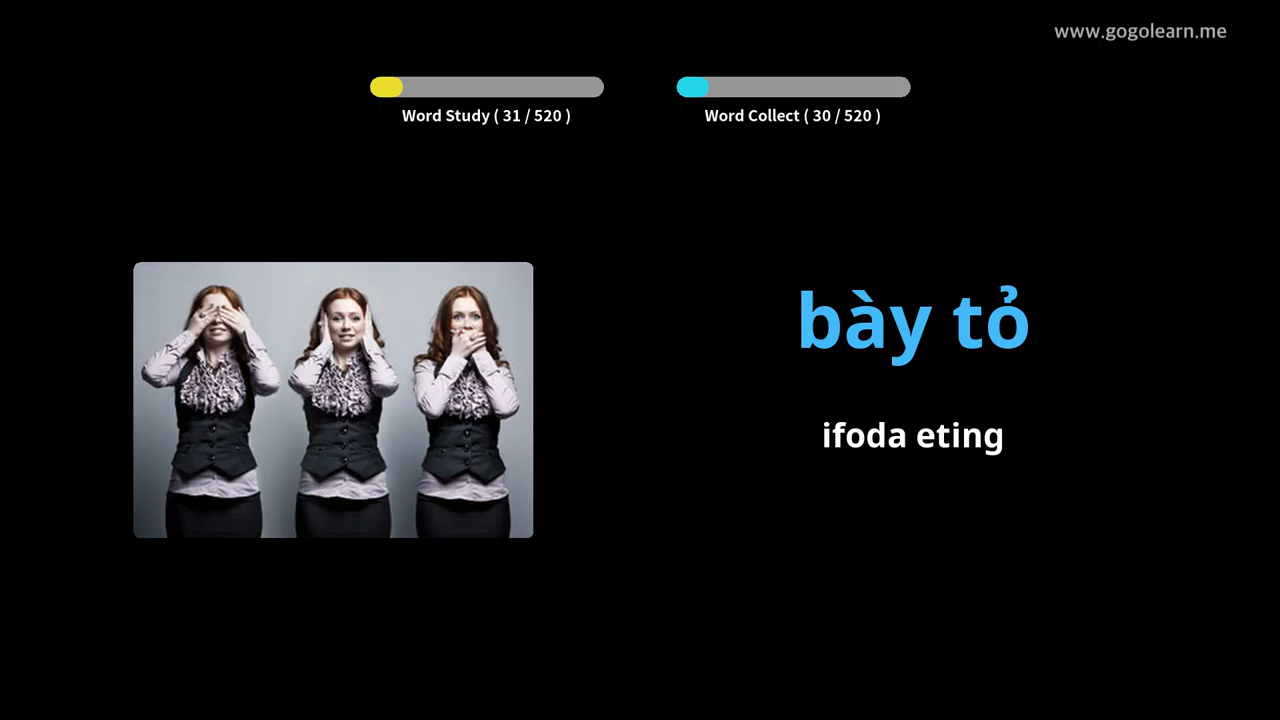 www.gogolearn.me
Word Study ( 31 / 520 )
Word Collect ( 30 / 520 )
bày tỏ
ifoda eting